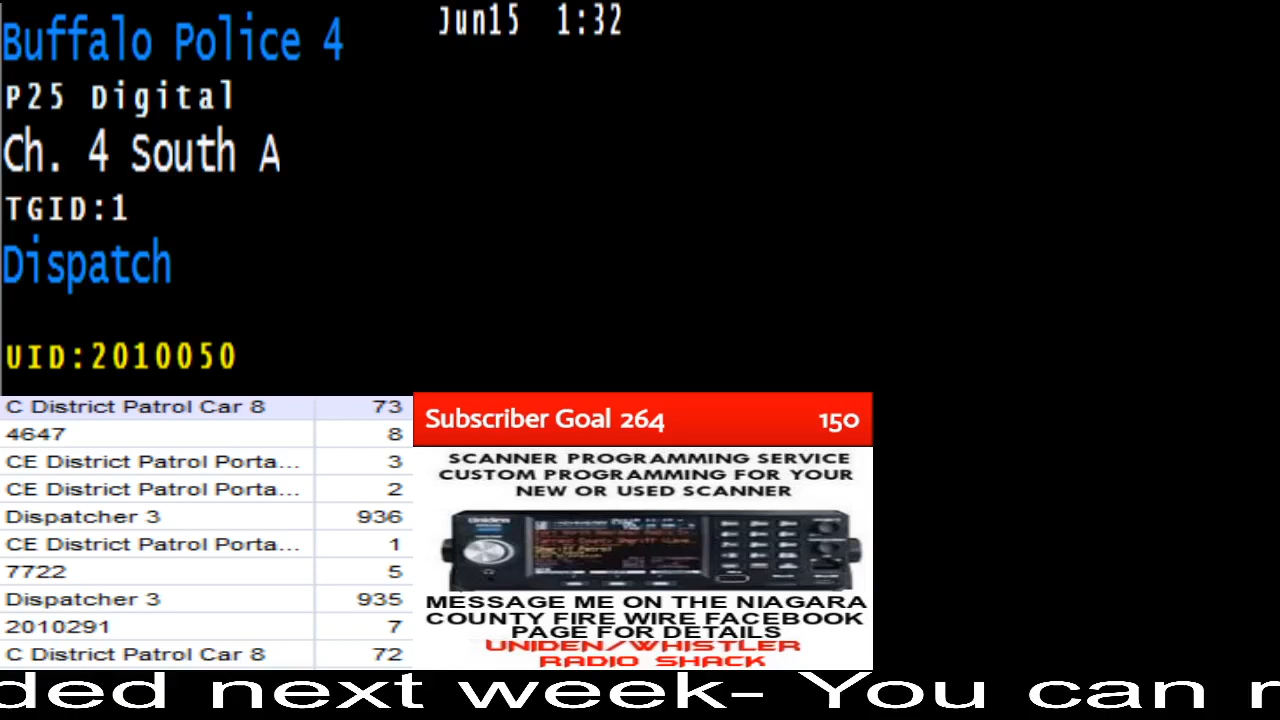 Buffalo Police 4
Jun15 1:32
P25 Digital
Ch. 4 South A
TGID:1
Dispatch
UID:2010050
C District Patrol Car 8 73
4647 8
CE District Patrol Porta... 3
CE District Patrol Porta... 2
Dispatcher 3 936
CE District Patrol Porta... 1
7722 5
Dispatcher 3 935
2010291 7
C District Patrol Car 8 72
Subscriber Goal 264 150
SCANNER PROGRAMMING SERVICE
CUSTOM PROGRAMMING FOR YOUR
NEW OR USED SCANNER
Uniden
MESSAGE ME ON THE NIAGARA
COUNTY FIRE WIRE FACEBOOK
PAGE FOR DETAILS
UNIDEN/WHISTLER
RADIO SHACK
ded next week- You can